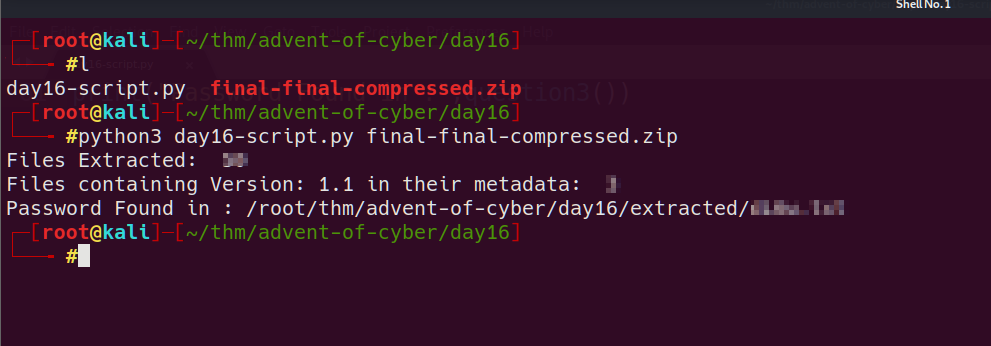 Shell No. 1
┌─[root@kali]─[~/thm/advent-of-cyber/day16]
└──╼ #l
day16-script.py final-final-compressed.zip
┌─[root@kali]─[~/thm/advent-of-cyber/day16]
└──╼ #python3 day16-script.py final-final-compressed.zip
Files Extracted:
Files containing Version: 1.1 in their metadata:
Password Found in : /root/thm/advent-of-cyber/day16/extracted/
┌─[root@kali]─[~/thm/advent-of-cyber/day16]
└──╼ #